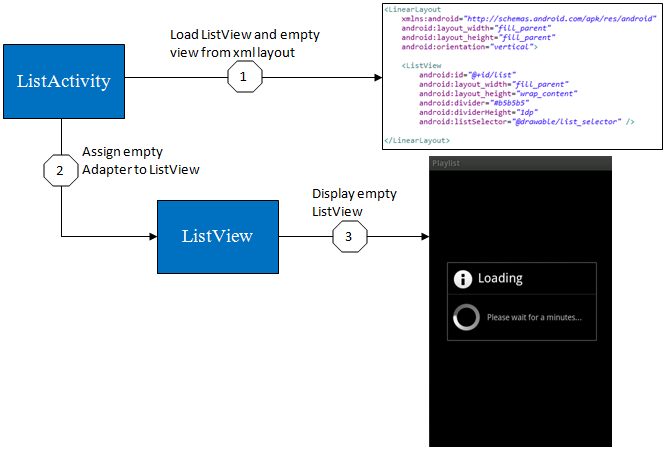 Load ListView and empty
view from xml layout
ListActivity
1
<LinearLayout
xmlns:android="http://schemas.android.com/apk/res/android"
android:layout_width="fill_parent"
android:layout_height="fill_parent"
android:orientation="vertical">
<ListView
android:id="@+id/list"
android:layout_width="fill_parent"
android:layout_height="wrap_content"
android:divider="#b5b5b5"
android:dividerHeight="1dp"
android:listSelector="@drawable/list_selector" />
</LinearLayout>
2
Assign empty
Adapter to ListView
ListView
Display empty
ListView
3
Playlist
Loading
Please wait for a minutes...